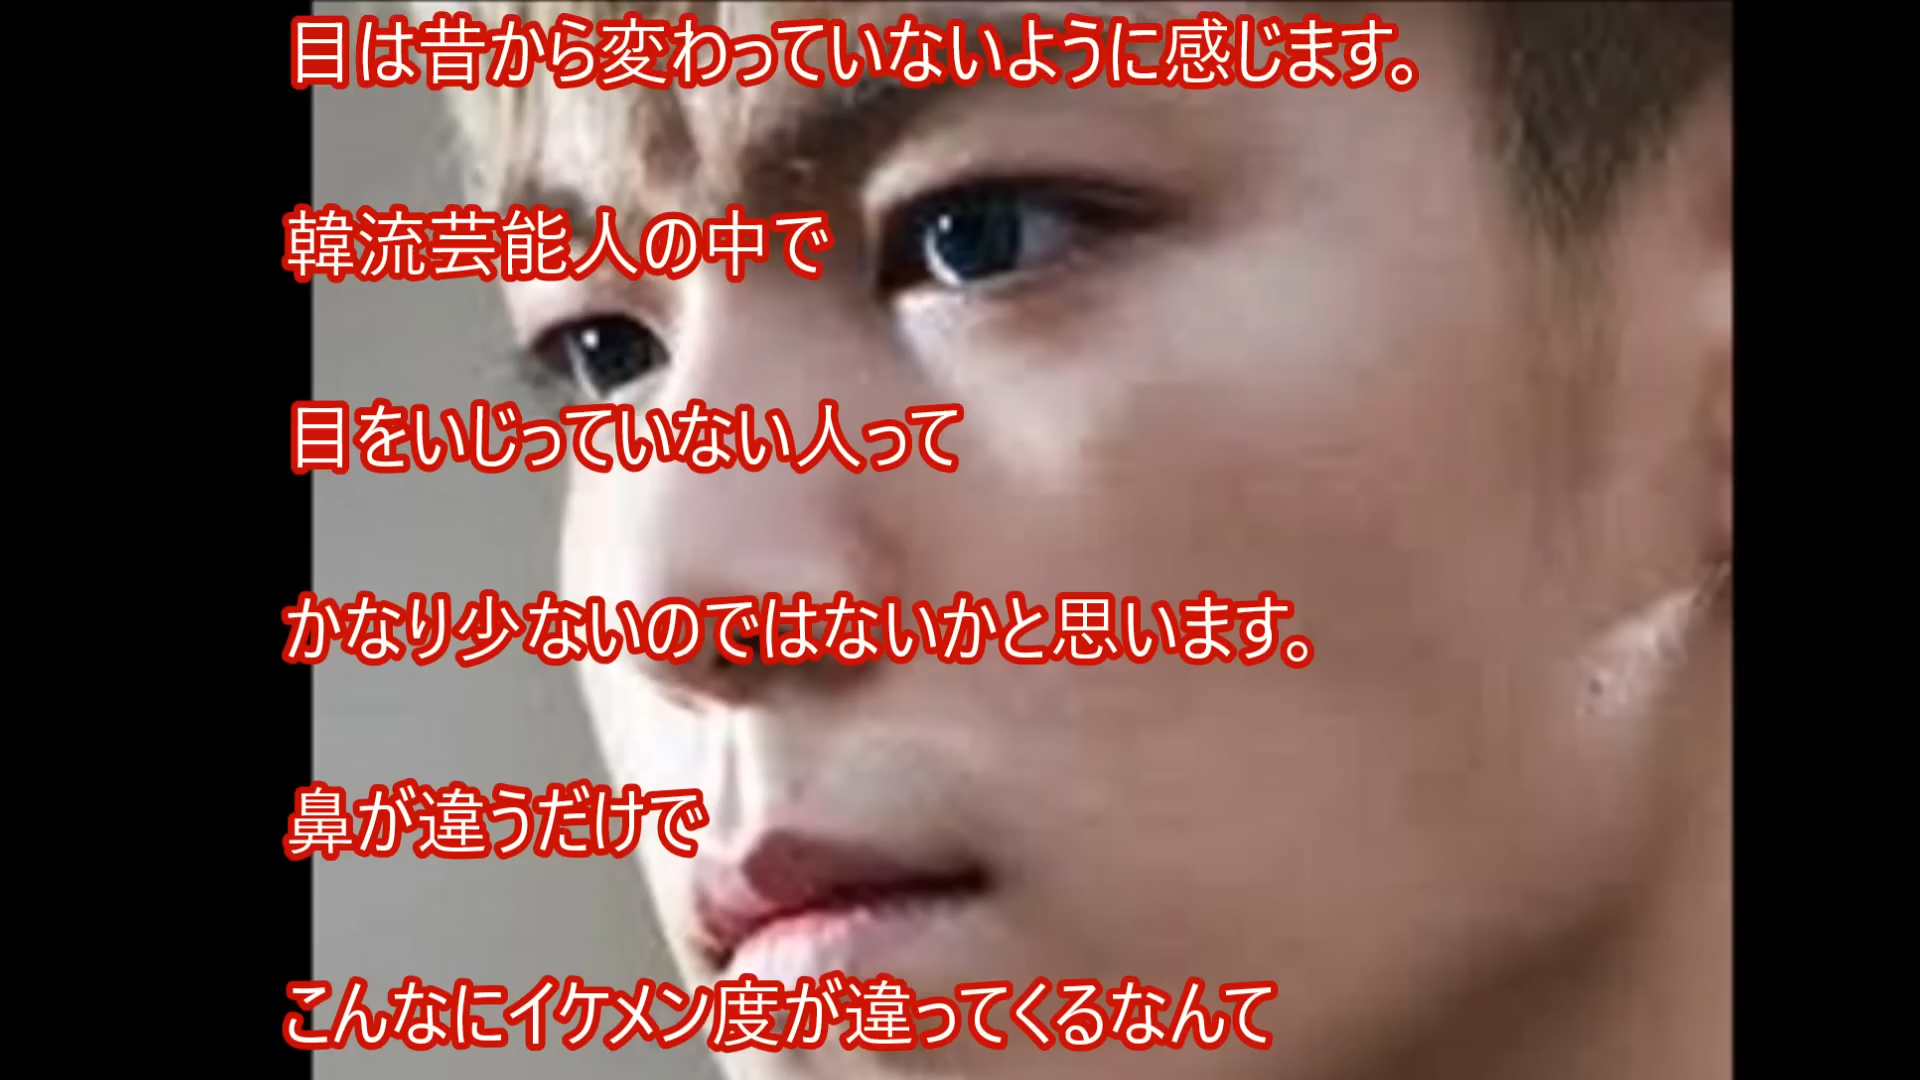 目は昔から変わっていないように感じます。
韓流芸能人の中で
目をいじっていない人って
かなり少ないのではないかと思います。
鼻が違うだけで
こんなにイケメン度が違ってくるなんて